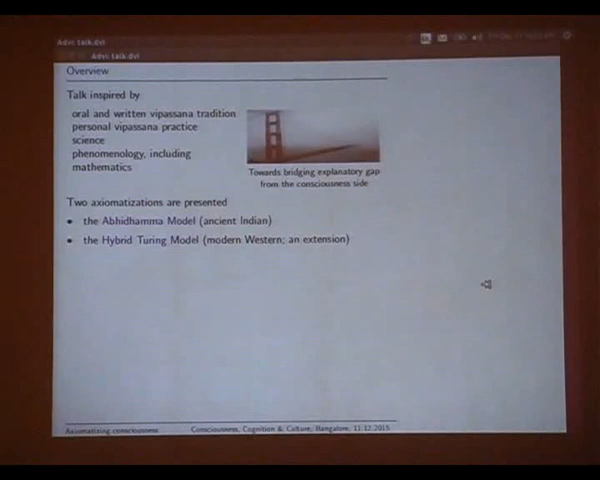 Advc talk.dvi
Advc talk.dvi
Overview
Talk inspired by
oral and written vipassana tradition
personal vipassana practice
science
phenomenology, including
mathematics
Towards bridging explanatory gap
from the consciousness side
Two axiomatizations are presented
• the Abhidhamma Model (ancient Indian)
• the Hybrid Turing Model (modern Western; an extension)
Axiomatizing consciousness
Consciousness, Cognition & Culture, Bangalore, 11.12.2015